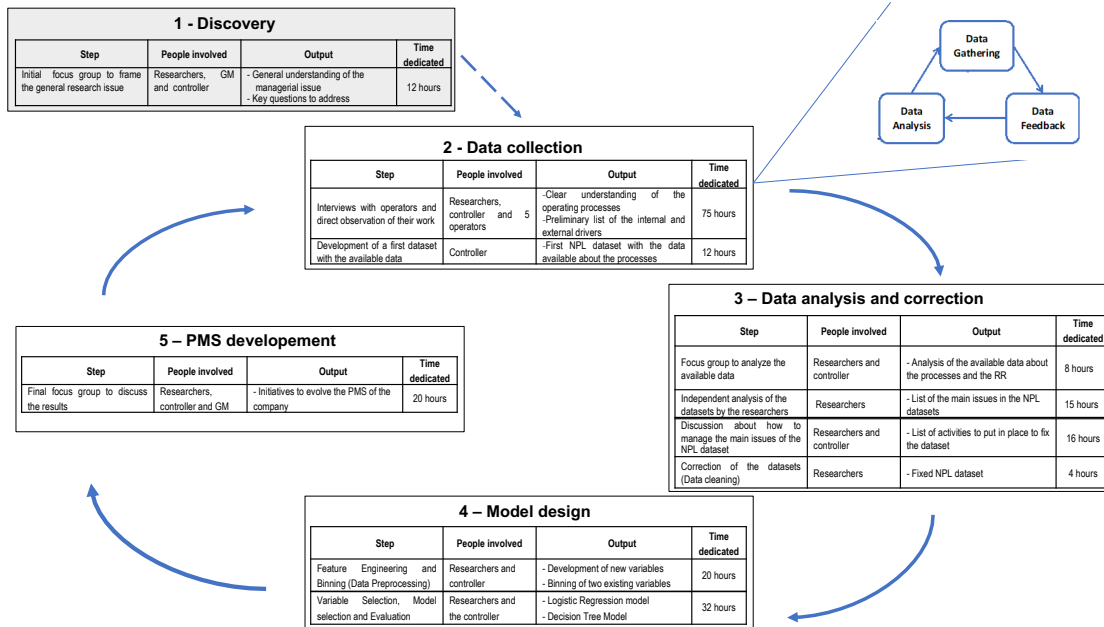 1 - Discovery
Step
People involved
Output
Time
dedicated
Initial focus group to frame
the general research issue
Researchers, GM
and controller
- General understanding of the
managerial issue
- Key questions to address
12 hours
Data
Gathering
Data
Analysis
Data
Feedback
2 - Data collection
Step
People involved
Output
Time
dedicated
Interviews with operators and
direct observation of their work
Researchers,
controller and 5
operators
-Clear understanding of the
operating processes
-Preliminary list of the internal and
external drivers
75 hours
Development of a first dataset
with the available data
Controller
-First NPL dataset with the data
available about the processes
12 hours
3 – Data analysis and correction
Step
People involved
Output
Time
dedicated
Focus group to analyze the
available data
Researchers and
controller
- Analysis of the available data about
the processes and the RR
8 hours
Independent analysis of the
datasets by the researchers
Researchers
- List of the main issues in the NPL
datasets
15 hours
Discussion about how to
manage the main issues of the
NPL dataset
Researchers and
controller
- List of activities to put in place to fix
the dataset
16 hours
Correction of the datasets
(Data cleaning)
Researchers
- Fixed NPL dataset
4 hours
5 – PMS developement
Step
People involved
Output
Time
dedicated
Final focus group to discuss
the results
Researchers,
controller and GM
- Initiatives to evolve the PMS of the
company
20 hours
4 – Model design
Step
People involved
Output
Time
dedicated
Feature Engineering and
Binning (Data Preprocessing)
Researchers and
controller
- Development of new variables
- Binning of two existing variables
20 hours
Variable Selection, Model
selection and Evaluation
Researchers and
the controller
- Logistic Regression model
- Decision Tree Model
32 hours